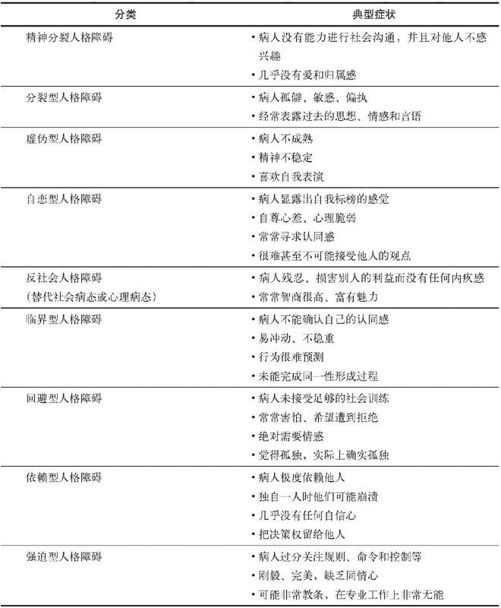 分类 典型症状
精神分裂人格障碍
• 病人没有能力进行社会沟通，并且对他人不感
兴趣
• 几乎没有爱和归属感
分裂型人格障碍
• 病人孤僻、敏感、偏执
• 经常表露过去的思想、情感和言语
虚伪型人格障碍
• 病人不成熟
• 精神不稳定
• 喜欢自我表演
自恋型人格障碍
• 病人显露出自我标榜的感觉
• 自尊心差、心理脆弱
• 常常寻求认同感
• 很难甚至不可能接受他人的观点
反社会人格障碍
(替代社会病态或心理病态)
• 病人残忍、损害别人的利益而没有任何内疚感
• 常常智商很高、富有魅力
临界型人格障碍
• 病人不能确认自己的认同感
• 易冲动、不稳重
• 行为很难预测
• 未能完成同一性形成过程
回避型人格障碍
• 病人未接受足够的社会训练
• 常常害怕、希望遭到拒绝
• 绝对需要情感
• 觉得孤独，实际上确实孤独
依赖型人格障碍
• 病人极度依赖他人
• 独自一人时他们可能崩溃
• 几乎没有任何自信心
• 把决策权留给他人
强迫型人格障碍
• 病人过分关注规则、命令和控制等
• 刚毅、完美，缺乏同情心
• 可能非常教条，在专业工作上非常无能